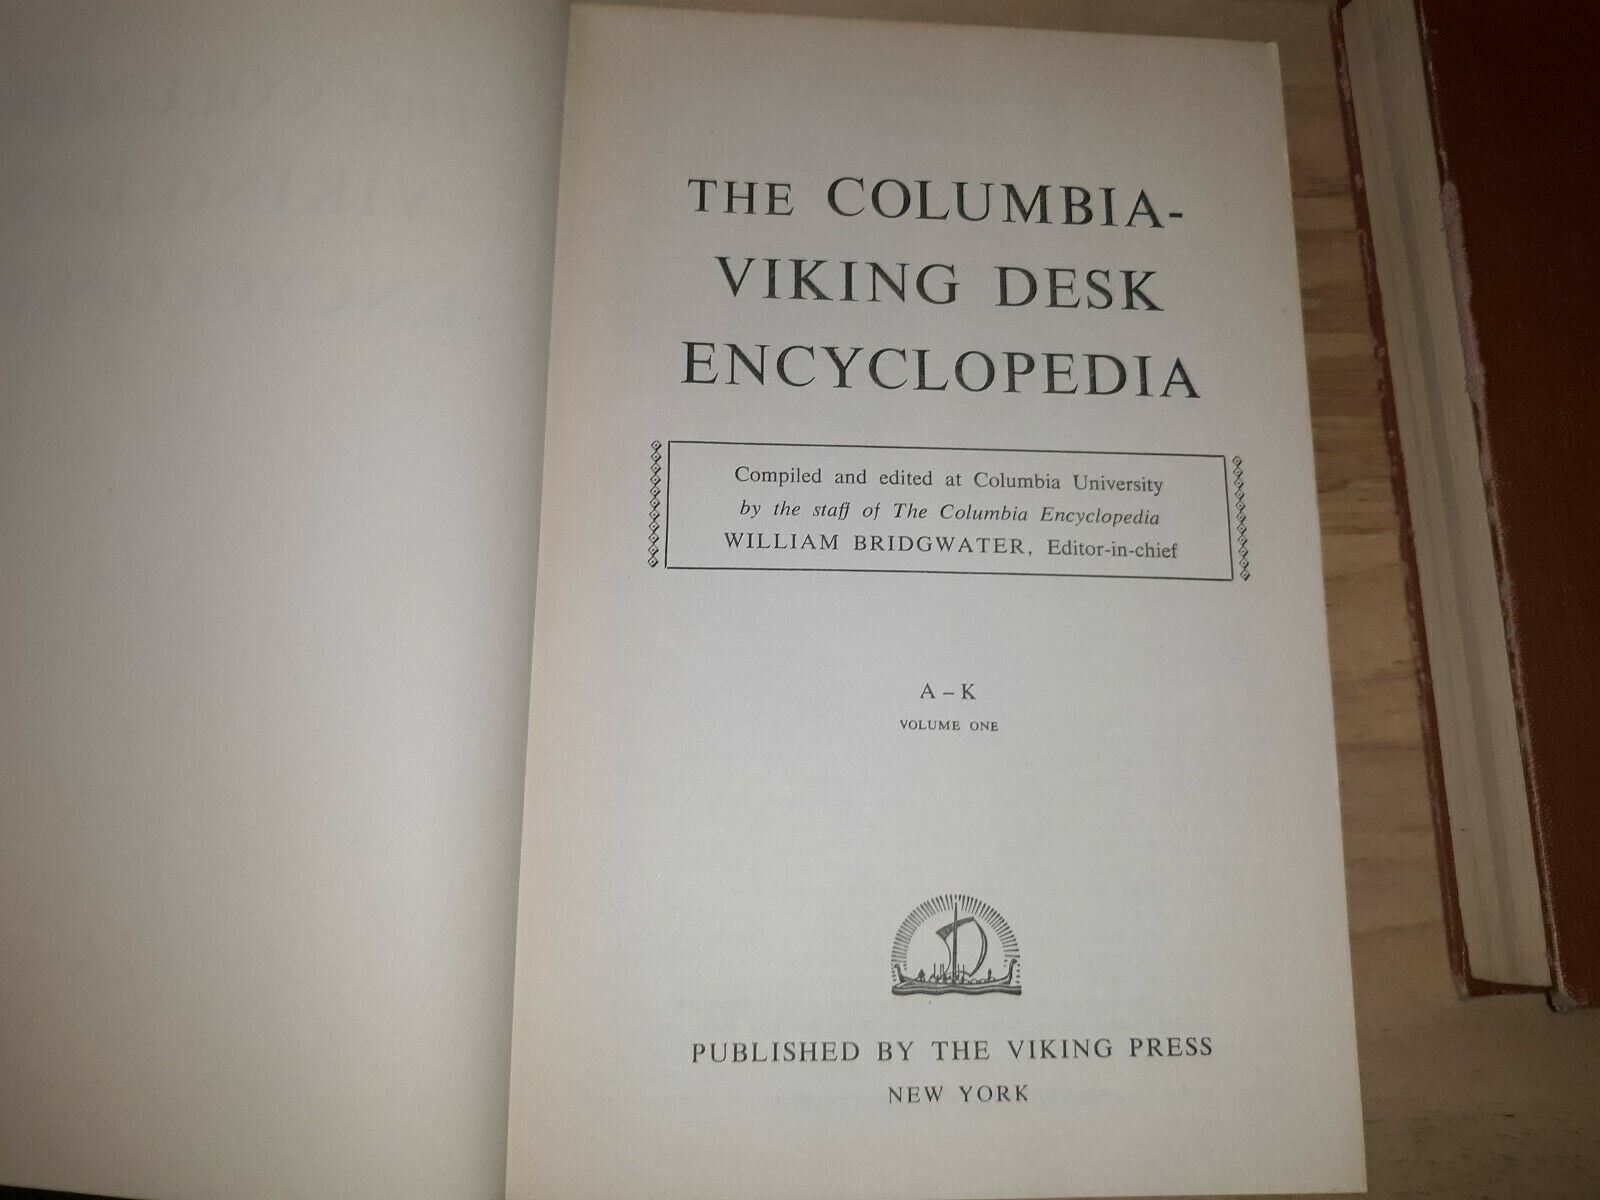 THE COLUMBIA-
VIKING DESK
ENCYCLOPEDIA
Compiled and edited at Columbia University
by the staff of The Columbia Encyclopedia
WILLIAM BRIDGWATER, Editor-in-chief
A – K
VOLUME ONE
PUBLISHED BY THE VIKING PRESS
NEW YORK